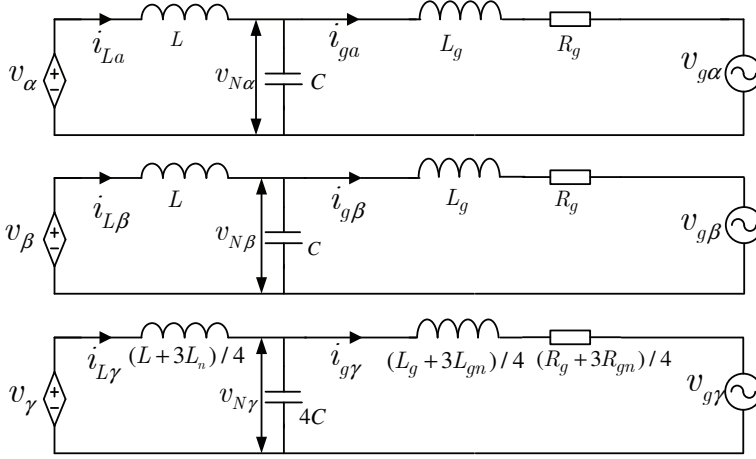 L L_g R_g
i_{La} i_{ga}
v_α + − v_{Nα} C v_{gα}
L L_g R_g
i_{Lβ} i_{gβ}
v_β + − v_{Nβ} C v_{gβ}
i_{Lγ} (L + 3L_n) / 4 i_{gγ} (L_g + 3L_{gn}) / 4 (R_g + 3R_{gn}) / 4
v_γ + − v_{Nγ} 4C v_{gγ}